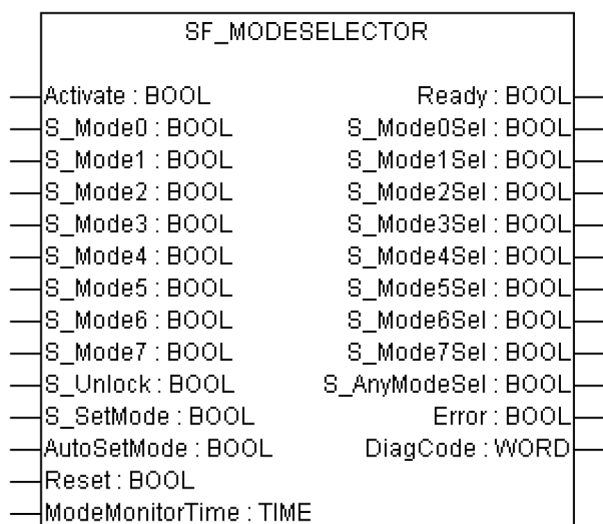 SF_MODESELECTOR
Activate : BOOL Ready : BOOL
S_Mode0 : BOOL S_Mode0Sel : BOOL
S_Mode1 : BOOL S_Mode1Sel : BOOL
S_Mode2 : BOOL S_Mode2Sel : BOOL
S_Mode3 : BOOL S_Mode3Sel : BOOL
S_Mode4 : BOOL S_Mode4Sel : BOOL
S_Mode5 : BOOL S_Mode5Sel : BOOL
S_Mode6 : BOOL S_Mode6Sel : BOOL
S_Mode7 : BOOL S_Mode7Sel : BOOL
S_Unlock : BOOL S_AnyModeSel : BOOL
S_SetMode : BOOL Error : BOOL
AutoSetMode : BOOL DiagCode : WORD
Reset : BOOL
ModeMonitorTime : TIME